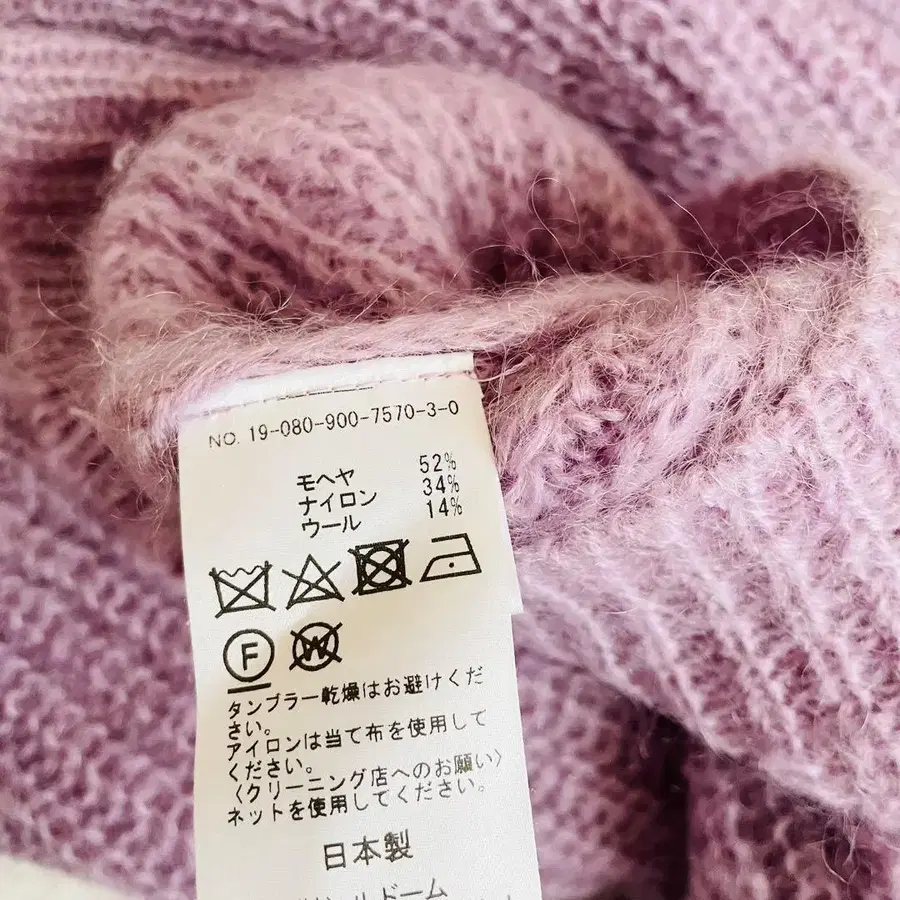 NO. 19-080-900-7570-3-0
モヘヤ 52%
ナイロン 34%
ウール 14%
F W
タンブラー乾燥はお避けくだ
さい。
アイロンは当て布を使用して
ください。
〈クリーニング店へのお願い〉
ネットを使用してください。
日本製
ドーム